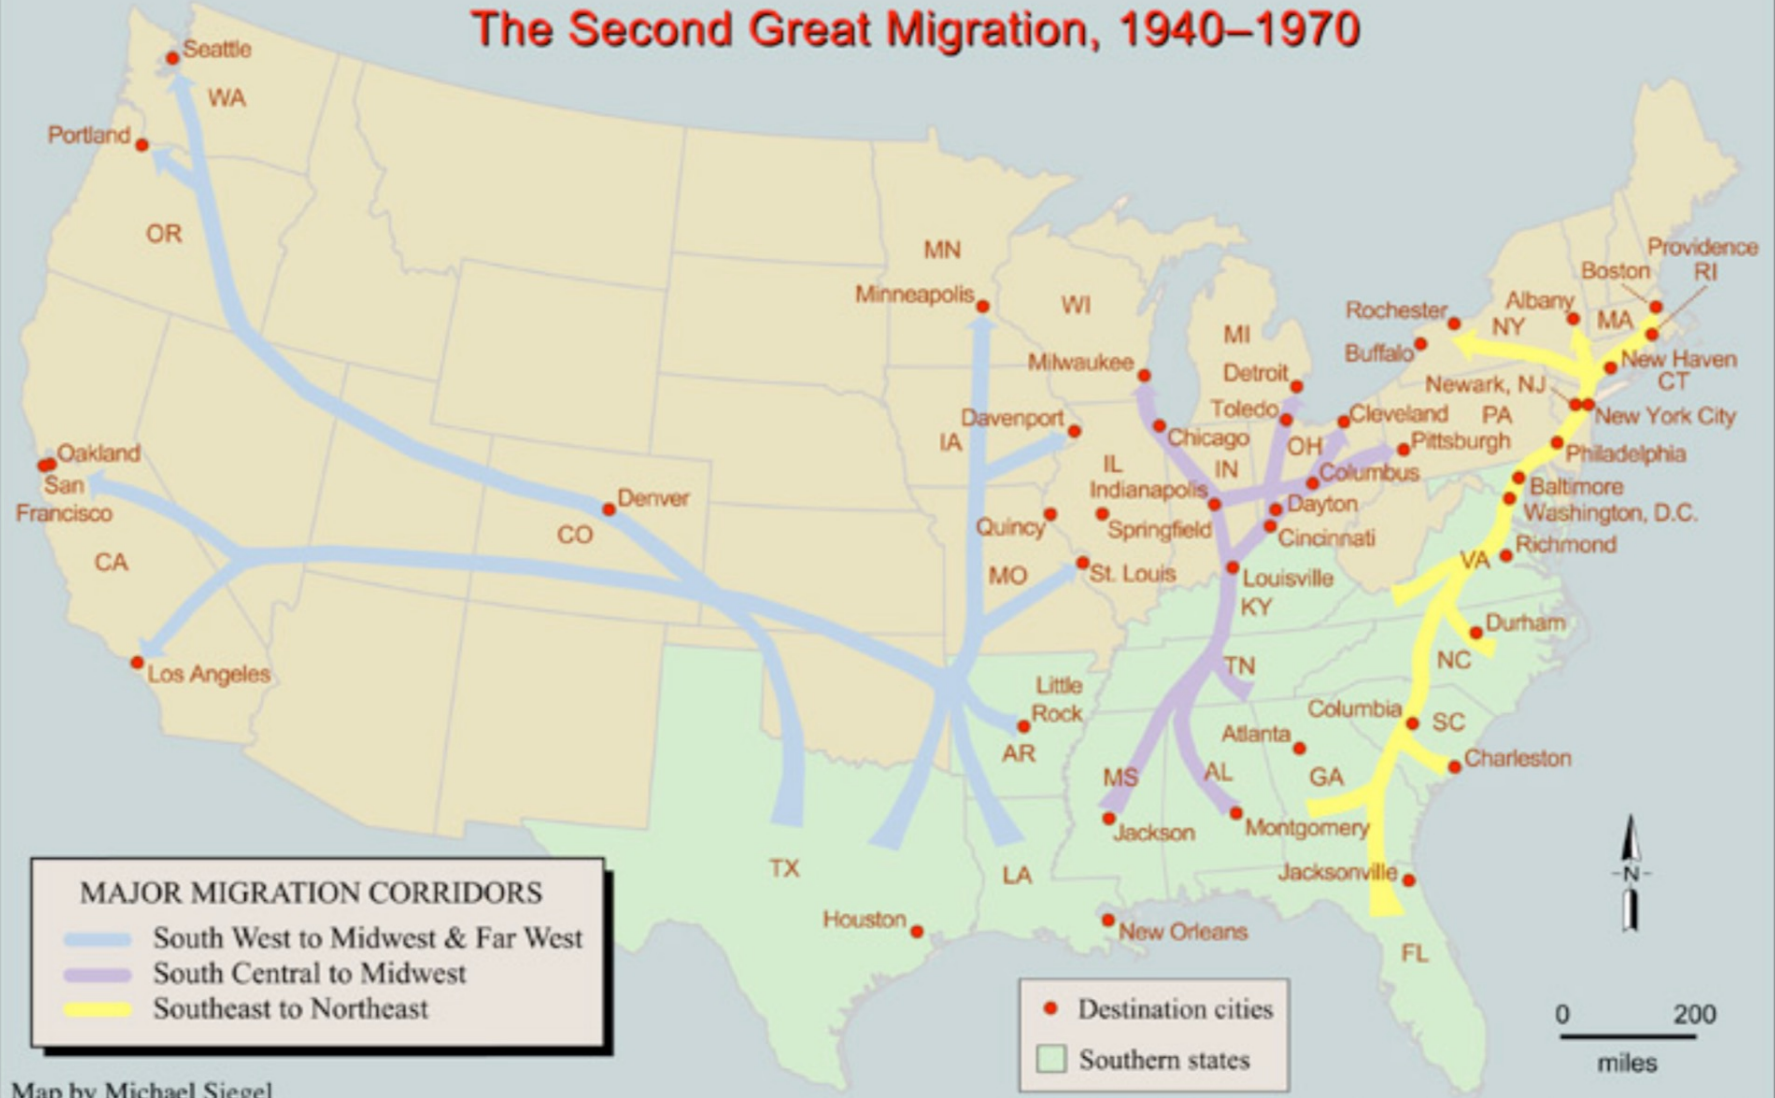 The Second Great Migration, 1940–1970
Seattle
WA
Portland
OR
MN
Minneapolis
WI
MI
Milwaukee
Detroit
Providence
Boston
RI
Rochester
Albany
NY
MA
Buffalo
New Haven
CT
Newark, NJ
New York City
Toledo
Cleveland
PA
Davenport
Chicago
OH
Pittsburgh
Philadelphia
IA
IL
IN
Columbus
Indianapolis
Baltimore
Oakland
San
Francisco
CA
Denver
CO
Quincy
Springfield
Dayton
Washington, D.C.
Cincinnati
Richmond
VA
MO
St. Louis
Louisville
KY
Durham
NC
Los Angeles
TN
Little
Rock
AR
Columbia
SC
Atlanta
Charleston
MS
AL
GA
Jackson
Montgomery
TX
LA
Jacksonville
Houston
New Orleans
FL
N
MAJOR MIGRATION CORRIDORS
South West to Midwest & Far West
South Central to Midwest
Southeast to Northeast
Destination cities
Southern states
0 200
miles
Map by Michael Siegel